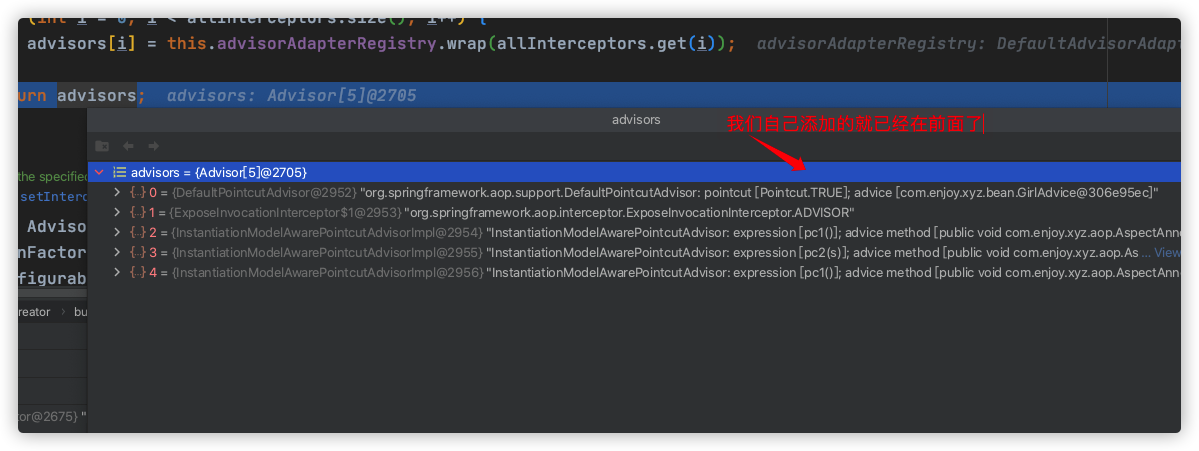 (int i = 0; i < allInterceptors.size(); i++) {
advisors[i] = this.advisorAdapterRegistry.wrap(allInterceptors.get(i)); advisorAdapterRegistry: DefaultAdvisorAdapt
urn advisors; advisors: Advisor[5]@2705
advisors
我们自己添加的就已经在前面了
the specified
advisors = {Advisor[5]@2705}
setInterc
0 = {DefaultPointcutAdvisor@2952} "org.springframework.aop.support.DefaultPointcutAdvisor: pointcut [Pointcut.TRUE]; advice [com.enjoy.xyz.bean.GirlAdvice@306e95ec]"
1 = {ExposeInvocationInterceptor$1@2953} "org.springframework.aop.interceptor.ExposeInvocationInterceptor.ADVISOR"
Adviso
2 = {InstantiationModelAwarePointcutAdvisorImpl@2954} "InstantiationModelAwarePointcutAdvisor: expression [pc1()]; advice method [public void com.enjoy.xyz.aop.AspectAnne
nFactor
3 = {InstantiationModelAwarePointcutAdvisorImpl@2955} "InstantiationModelAwarePointcutAdvisor: expression [pc2(s)]; advice method [public void com.enjoy.xyz.aop.As ... View
figurab
4 = {InstantiationModelAwarePointcutAdvisorImpl@2956} "InstantiationModelAwarePointcutAdvisor: expression [pc1()]; advice method [public void com.enjoy.xyz.aop.AspectAnne
reator › bu
tor@2675} "